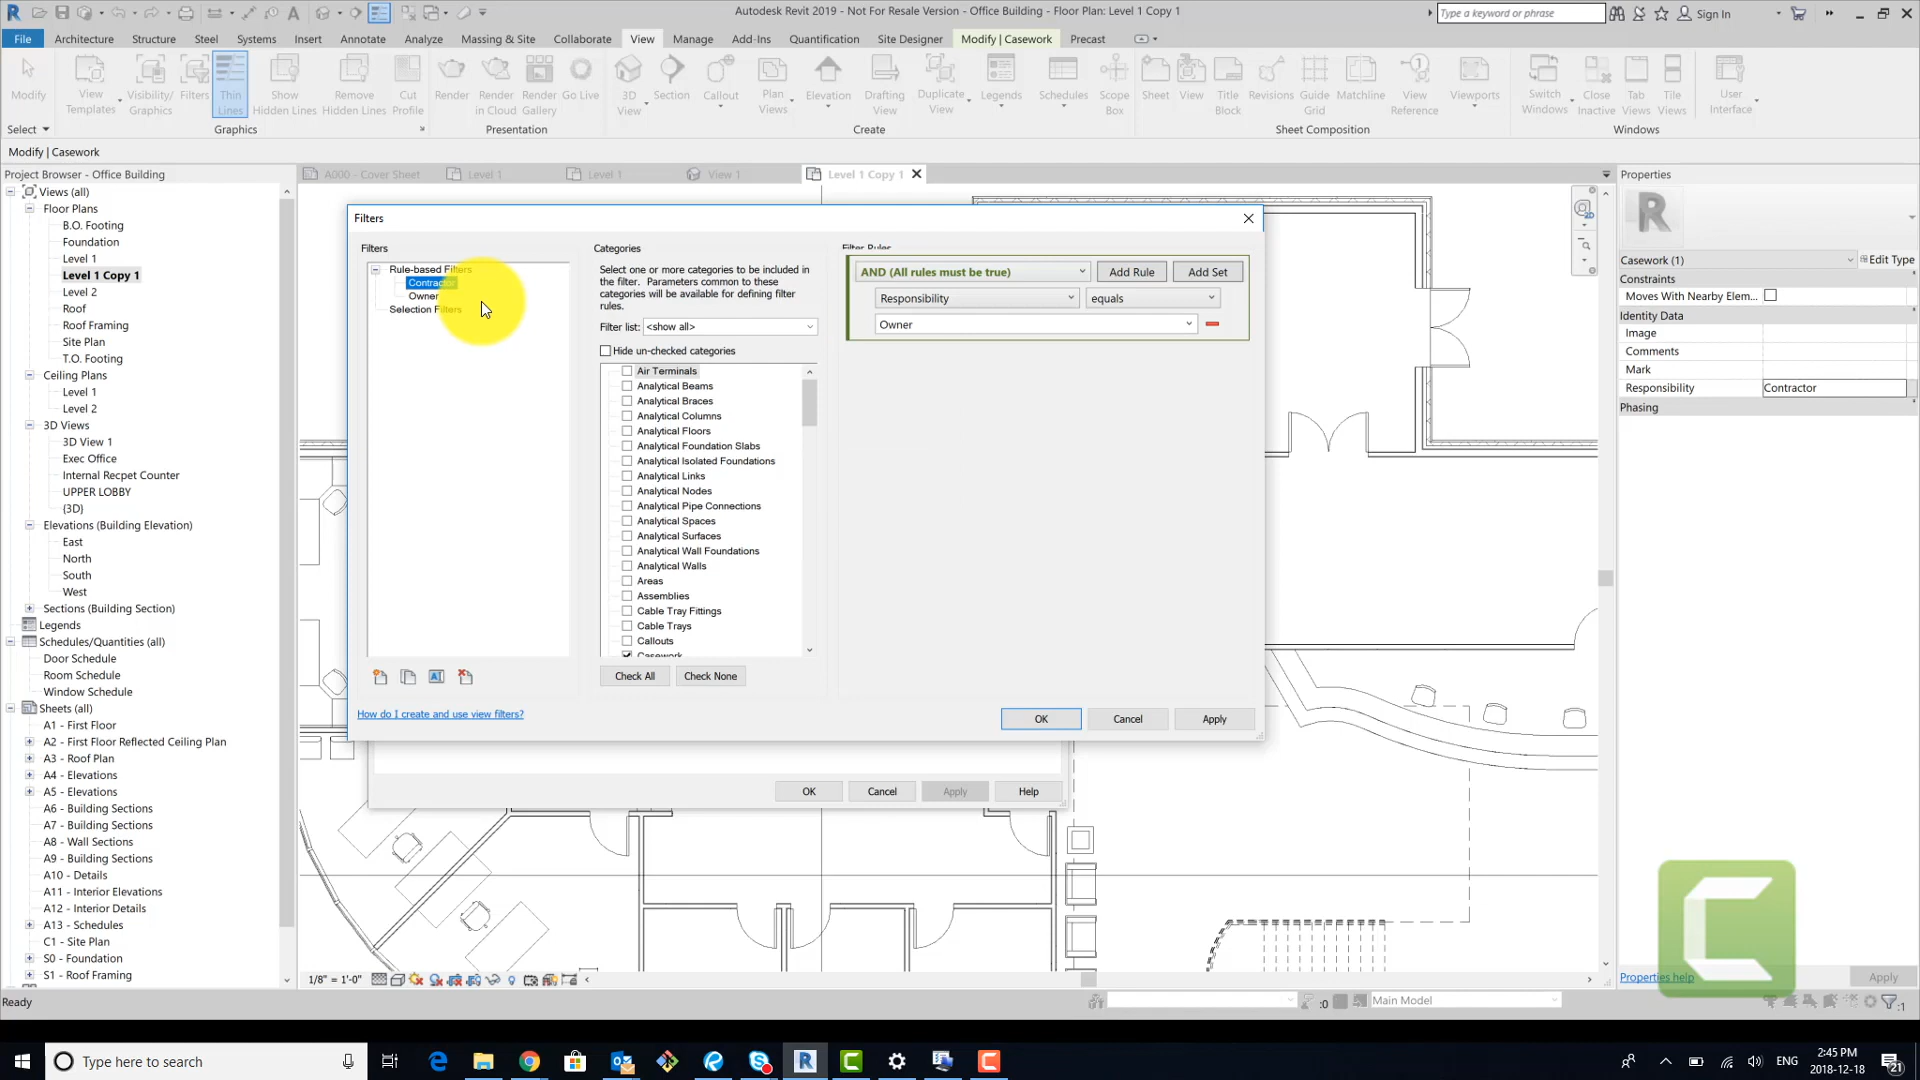 Autodesk Revit 2019 - Not For Resale Version - Office Building - Floor Plan: Level 1 Copy 1
Type a keyword or phrase
Sign In
File Architecture Structure Steel Systems Insert Annotate Analyze Massing & Site Collaborate View Manage Add-Ins Quantification Site Designer Modify | Casework Precast
Modify
View Templates
Visibility/ Graphics
Filters
Thin Lines
Show Hidden Lines
Remove Hidden Lines
Cut Profile
Render
Render in Cloud
Render Gallery
Go Live
3D View
Section
Callout
Plan Views
Elevation
Drafting View
Duplicate View
Legends
Schedules
Scope Box
Sheet
View
Title Block
Revisions
Guide Grid
Matchline
View Reference
Viewports
Switch Windows
Close Inactive
Tab Views
Tile Views
User Interface
Select Graphics Presentation Create Sheet Composition Windows
Modify | Casework
Project Browser - Office Building
Views (all)
Floor Plans
B.O. Footing
Foundation
Level 1
Level 1 Copy 1
Level 2
Roof
Roof Framing
Site Plan
T.O. Footing
Ceiling Plans
Level 1
Level 2
3D Views
3D View 1
Exec Office
Internal Recpet Counter
UPPER LOBBY
{3D}
Elevations (Building Elevation)
East
North
South
West
Sections (Building Section)
Legends
Schedules/Quantities (all)
Door Schedule
Room Schedule
Window Schedule
Sheets (all)
A1 - First Floor
A2 - First Floor Reflected Ceiling Plan
A3 - Roof Plan
A4 - Elevations
A5 - Elevations
A6 - Building Sections
A7 - Building Sections
A8 - Wall Sections
A9 - Building Sections
A10 - Details
A11 - Interior Elevations
A12 - Interior Details
A13 - Schedules
C1 - Site Plan
S0 - Foundation
S1 - Roof Framing
A000 - Cover Sheet Level 1 Level 1 View 1 Level 1 Copy 1
Filters
Filters
Rule-based Filters
Contractor
Owner
Selection Filters
How do I create and use view filters?
Categories
Select one or more categories to be included in
the filter. Parameters common to these
categories will be available for defining filter
rules.
Filter list: <show all>
Hide un-checked categories
Air Terminals
Analytical Beams
Analytical Braces
Analytical Columns
Analytical Floors
Analytical Foundation Slabs
Analytical Isolated Foundations
Analytical Links
Analytical Nodes
Analytical Pipe Connections
Analytical Spaces
Analytical Surfaces
Analytical Wall Foundations
Analytical Walls
Areas
Assemblies
Cable Tray Fittings
Cable Trays
Callouts
Casework
Check All Check None
Filter Rules
AND (All rules must be true) Add Rule Add Set
Responsibility equals
Owner
OK Cancel Apply
OK Cancel Apply Help
Properties
R
Casework (1) Edit Type
Constraints
Moves With Nearby Elem...
Identity Data
Image
Comments
Mark
Responsibility Contractor
Phasing
Properties help Apply
1/8" = 1'-0"
Ready
:0
Main Model
:1
Type here to search
ENG
2:45 PM
2018-12-18
21